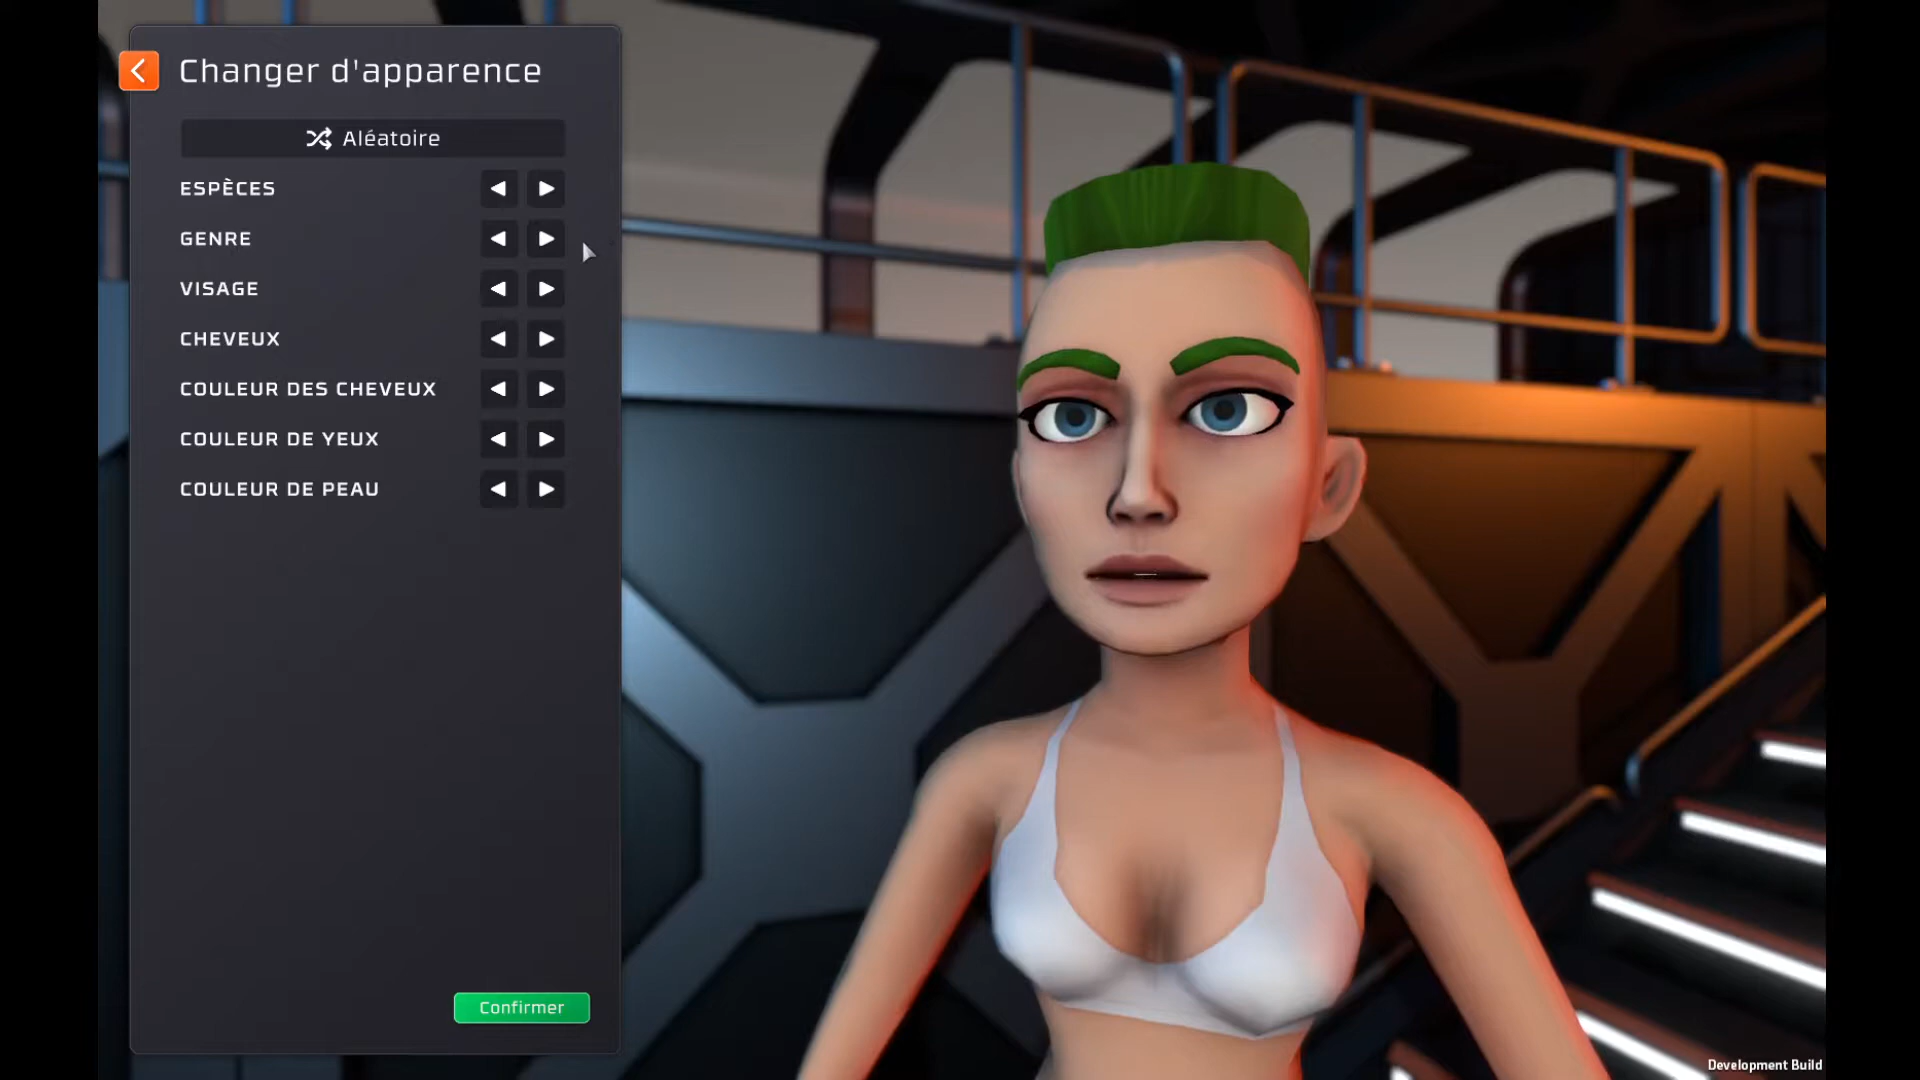 Changer d'apparence
Aléatoire
ESPÈCES
GENRE
VISAGE
CHEVEUX
COULEUR DES CHEVEUX
COULEUR DE YEUX
COULEUR DE PEAU
Confirmer
Development Build